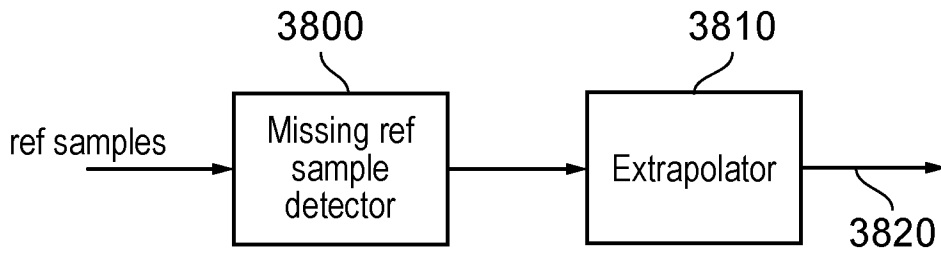 3800
3810
ref samples
Missing ref
sample
detector
Extrapolator
3820